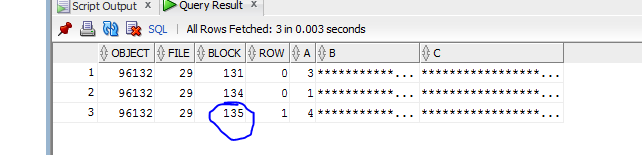 Script Output × Query Result ×
SQL | All Rows Fetched: 3 in 0.003 seconds
OBJECT FILE BLOCK ROW A B C
1 96132 29 131 0 3 ***********... *****************...
2 96132 29 134 0 1 ***********... *****************...
3 96132 29 135 1 4 ***********... *****************...